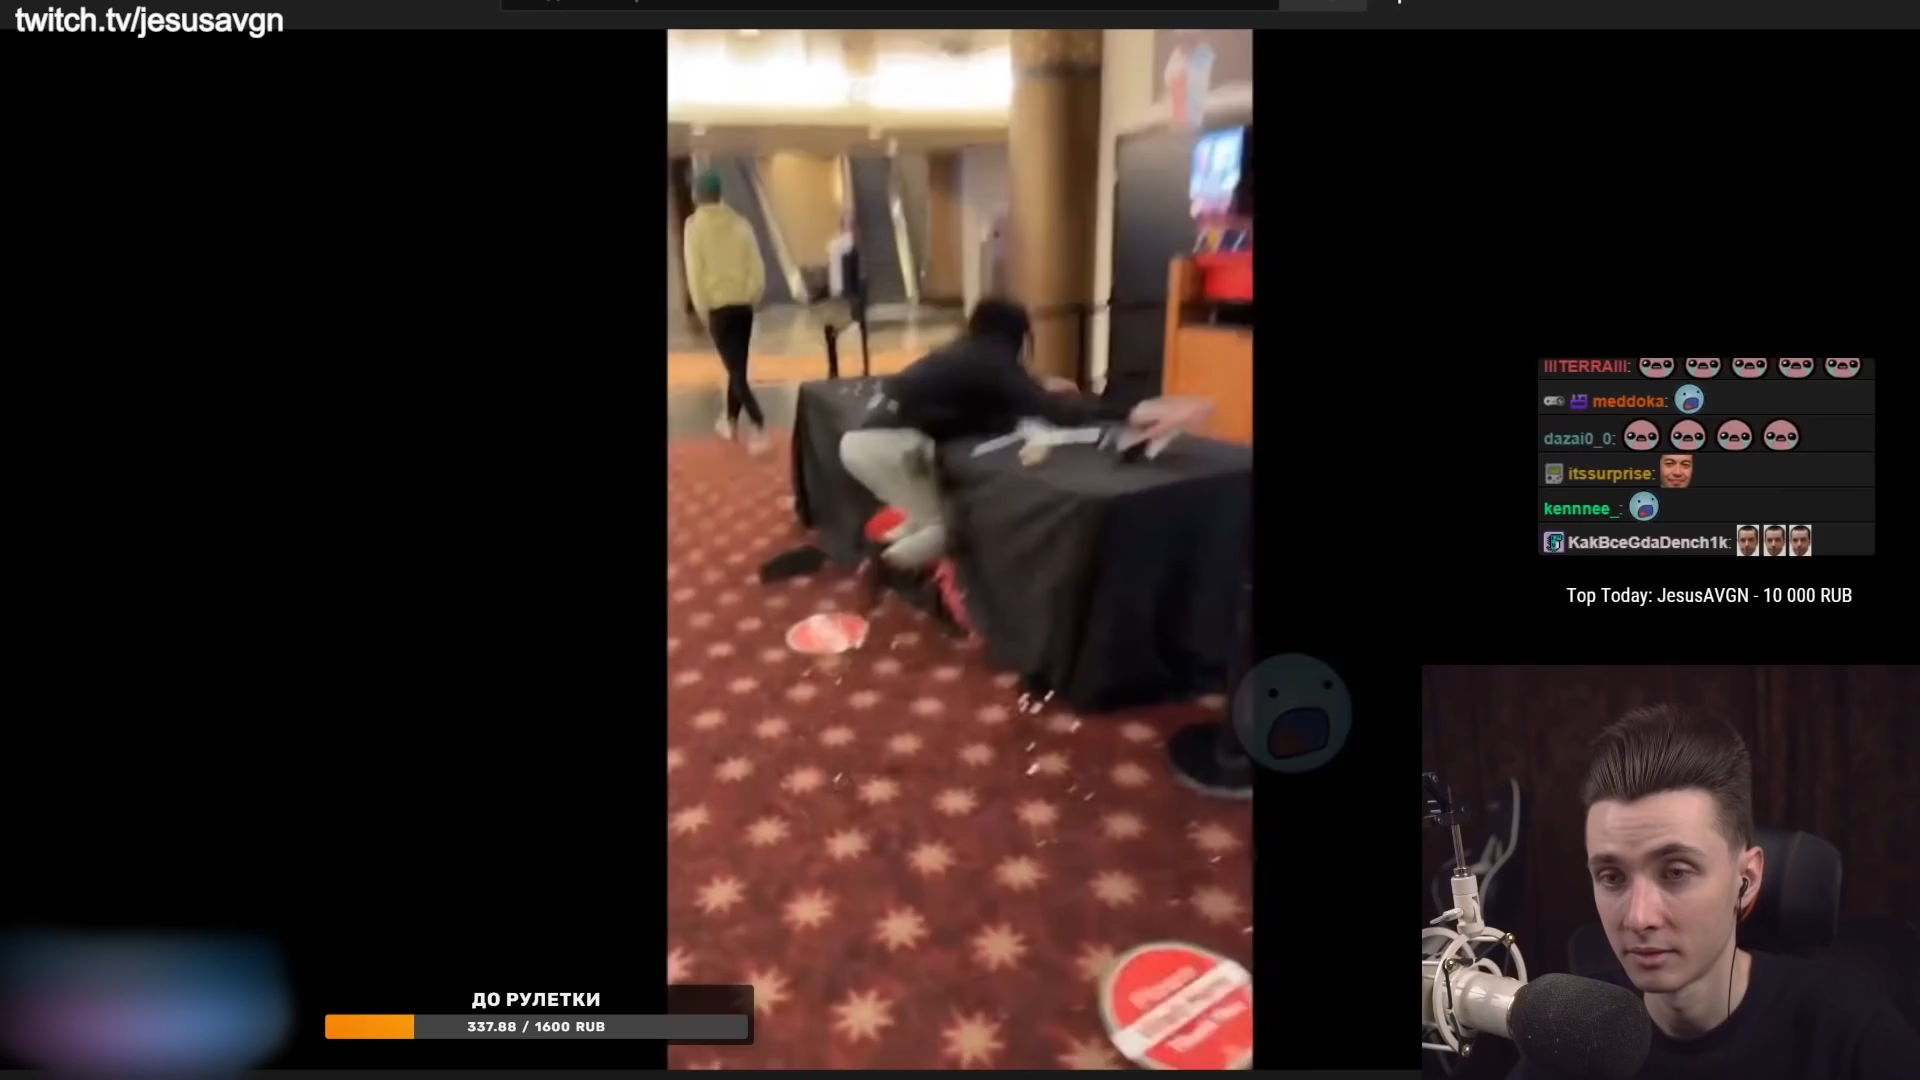 twitch.tv/jesusavgn
IIITERRAIII:
meddoka:
dazai0_0:
itssurprise:
kennnee_:
KakBceGdaDench1k:
Top Today: JesusAVGN - 10 000 RUB
ДО РУЛЕТКИ
337.88 / 1600 RUB